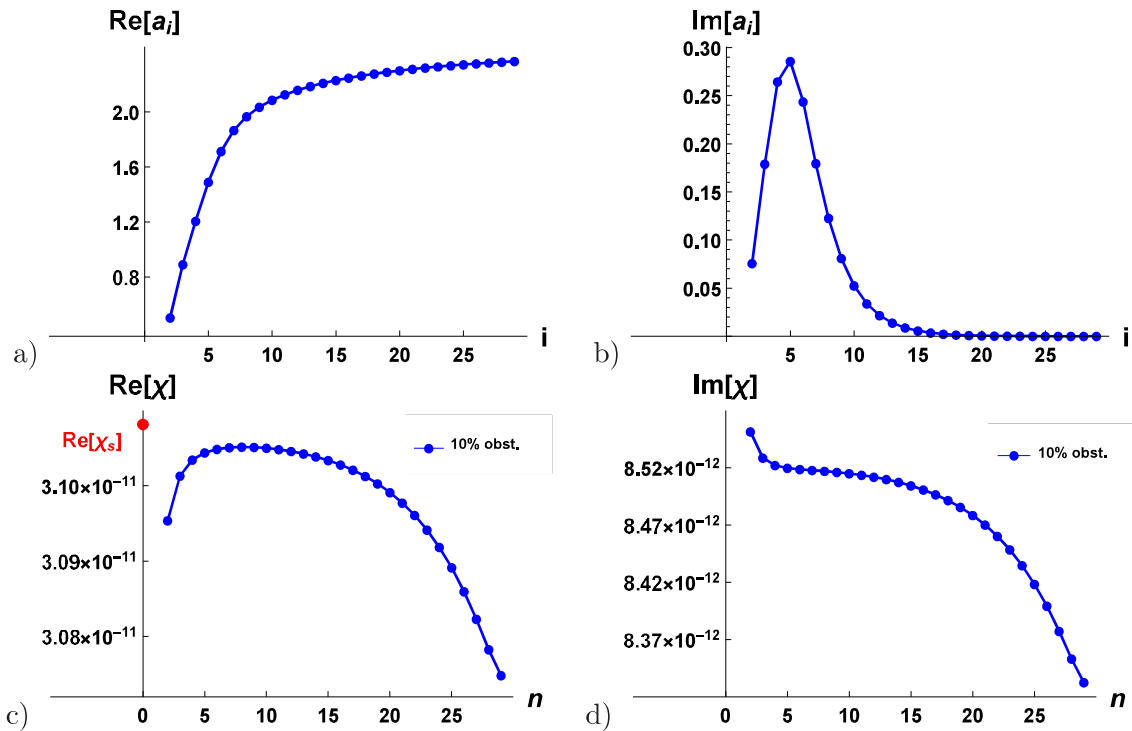 Re[aᵢ]
2.0
1.6
1.2
0.8
5 10 15 20 25
i
a)
Im[aᵢ]
0.30
0.25
0.20
0.15
0.10
0.05
5 10 15 20 25
i
b)
Re[χ]
Re[χₛ]
10% obst.
3.10×10⁻¹¹
3.09×10⁻¹¹
3.08×10⁻¹¹
0 5 10 15 20 25
n
c)
Im[χ]
10% obst.
8.52×10⁻¹²
8.47×10⁻¹²
8.42×10⁻¹²
8.37×10⁻¹²
0 5 10 15 20 25
n
d)